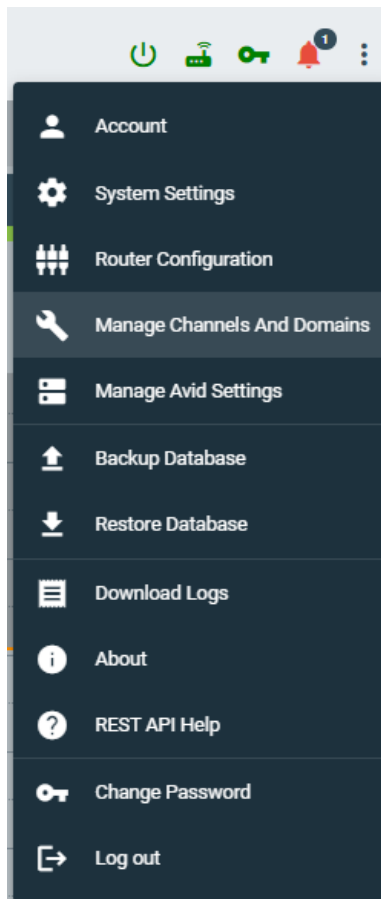 1
Account
System Settings
Router Configuration
Manage Channels And Domains
Manage Avid Settings
Backup Database
Restore Database
Download Logs
About
REST API Help
Change Password
Log out